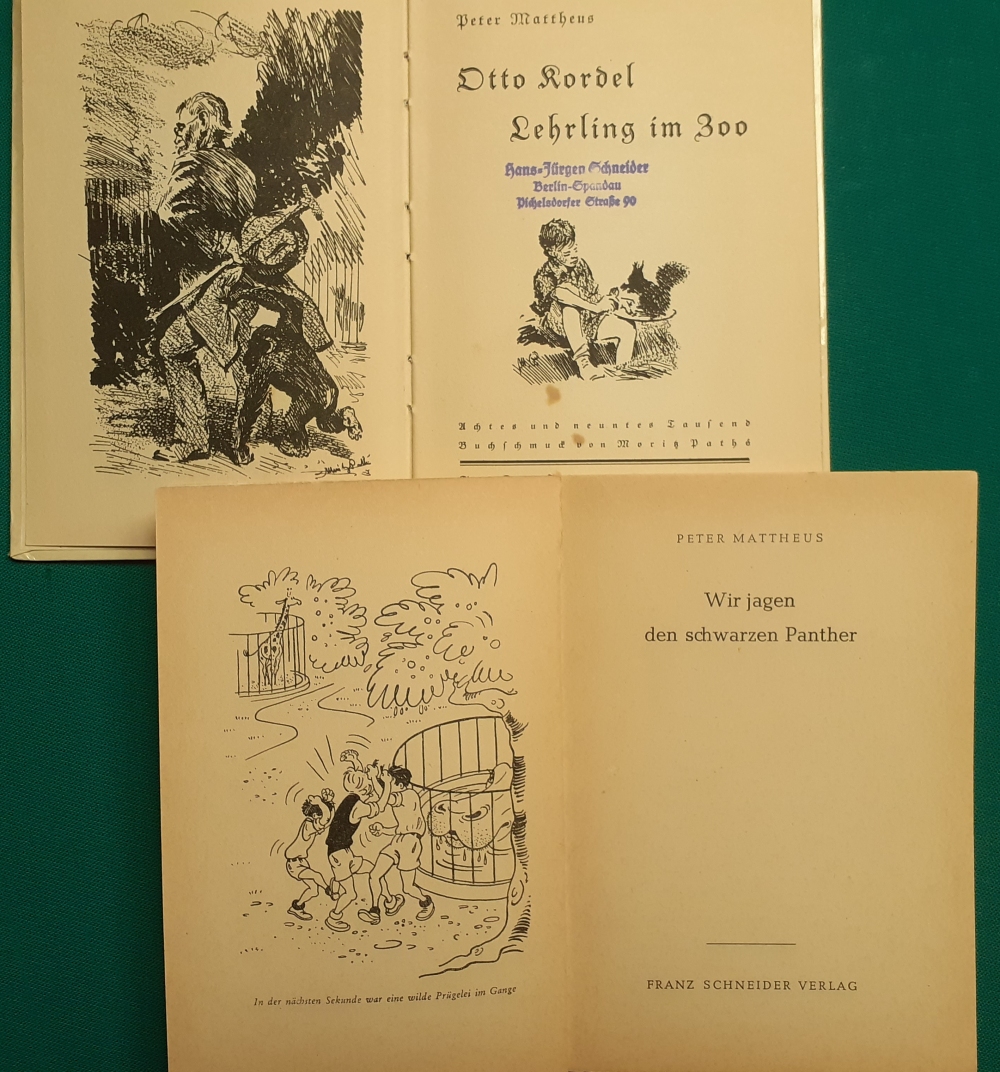 Peter Mattheus
Otto Kordel
Lehrling im Zoo
Hans-Jürgen Schneider
Berlin-Spandau
Pichelsdorfer Straße 90
Achtes und neuntes Tausend
Buchschmuck von Moritz Pathé
PETER MATTHEUS
Wir jagen
den schwarzen Panther
In der nächsten Sekunde war eine wilde Prügelei im Gange
FRANZ SCHNEIDER VERLAG